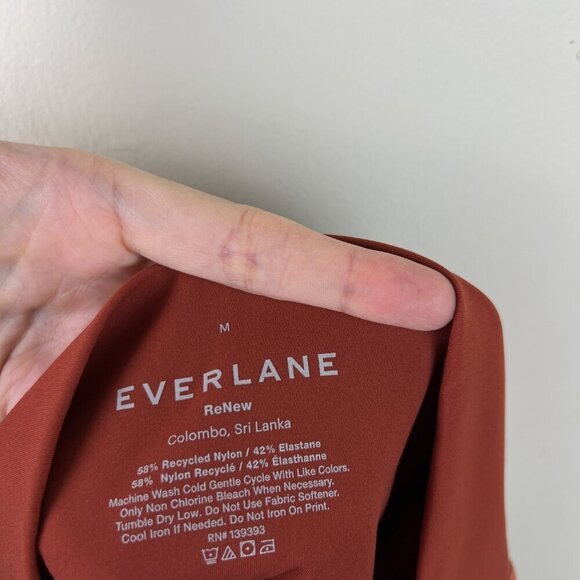 M
EVERLANE
ReNew
Colombo, Sri Lanka
58% Recycled Nylon / 42% Elastane
58% Nylon Recyclé / 42% Élasthanne
Machine Wash Cold Gentle Cycle With Like Colors.
Only Non Chlorine Bleach When Necessary.
Tumble Dry Low. Do Not Use Fabric Softener.
Cool Iron If Needed. Do Not Iron On Print.
RN# 139393